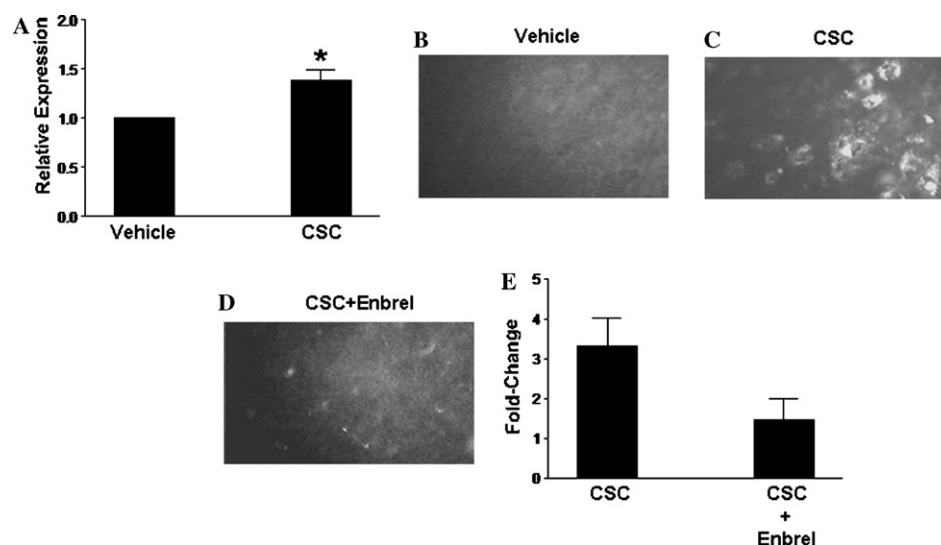 A
Relative Expression
2.0
1.5
1.0
0.5
0.0
*
Vehicle
CSC
B
Vehicle
C
CSC
D
CSC+Enbrel
E
Fold-Change
5
4
3
2
1
0
CSC
CSC
+
Enbrel